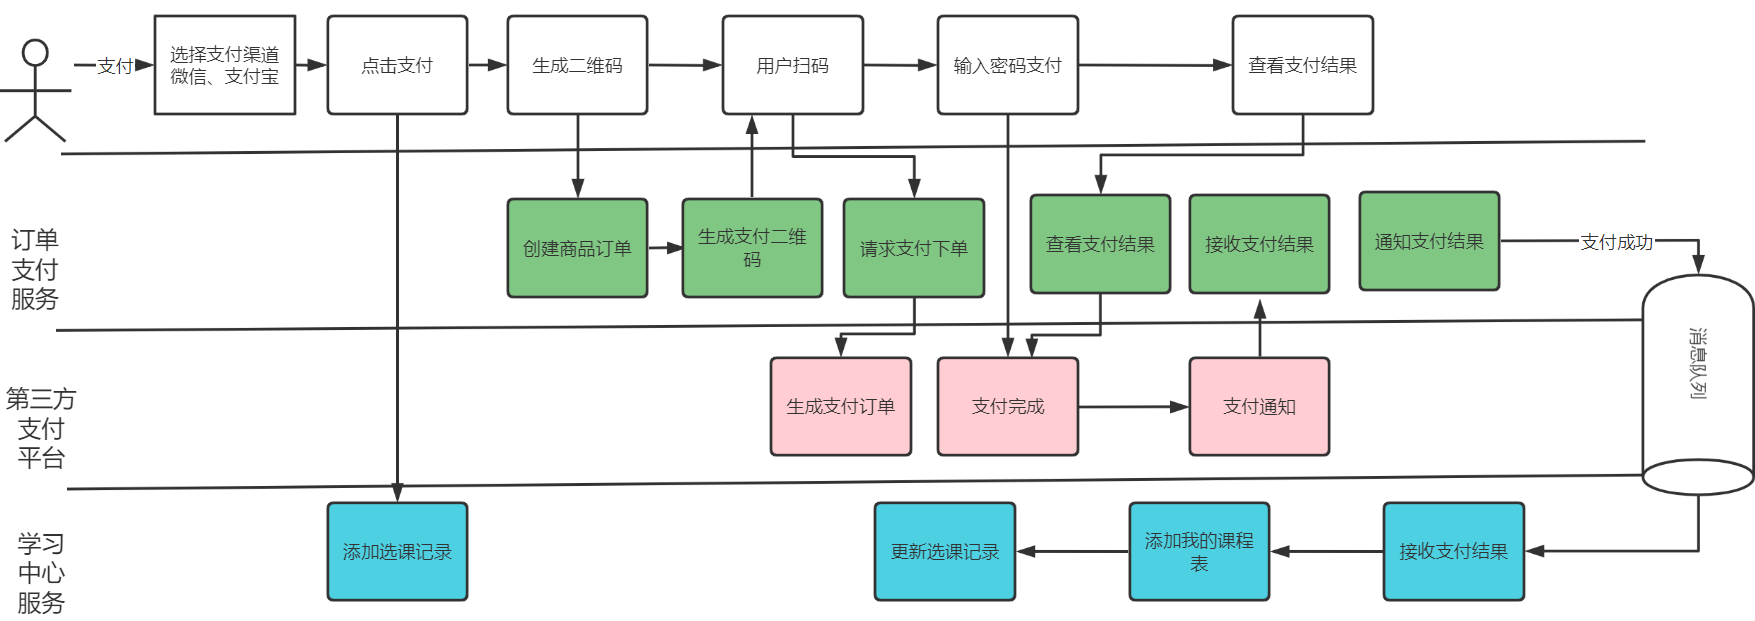 支付
选择支付渠道
微信、支付宝
点击支付
生成二维码
用户扫码
输入密码支付
查看支付结果
订单
支付
服务
创建商品订单
生成支付二维
码
请求支付下单
查看支付结果
接收支付结果
通知支付结果
支付成功
消息队列
第三方
支付
平台
生成支付订单
支付完成
支付通知
学习
中心
服务
添加选课记录
更新选课记录
添加我的课程
表
接收支付结果